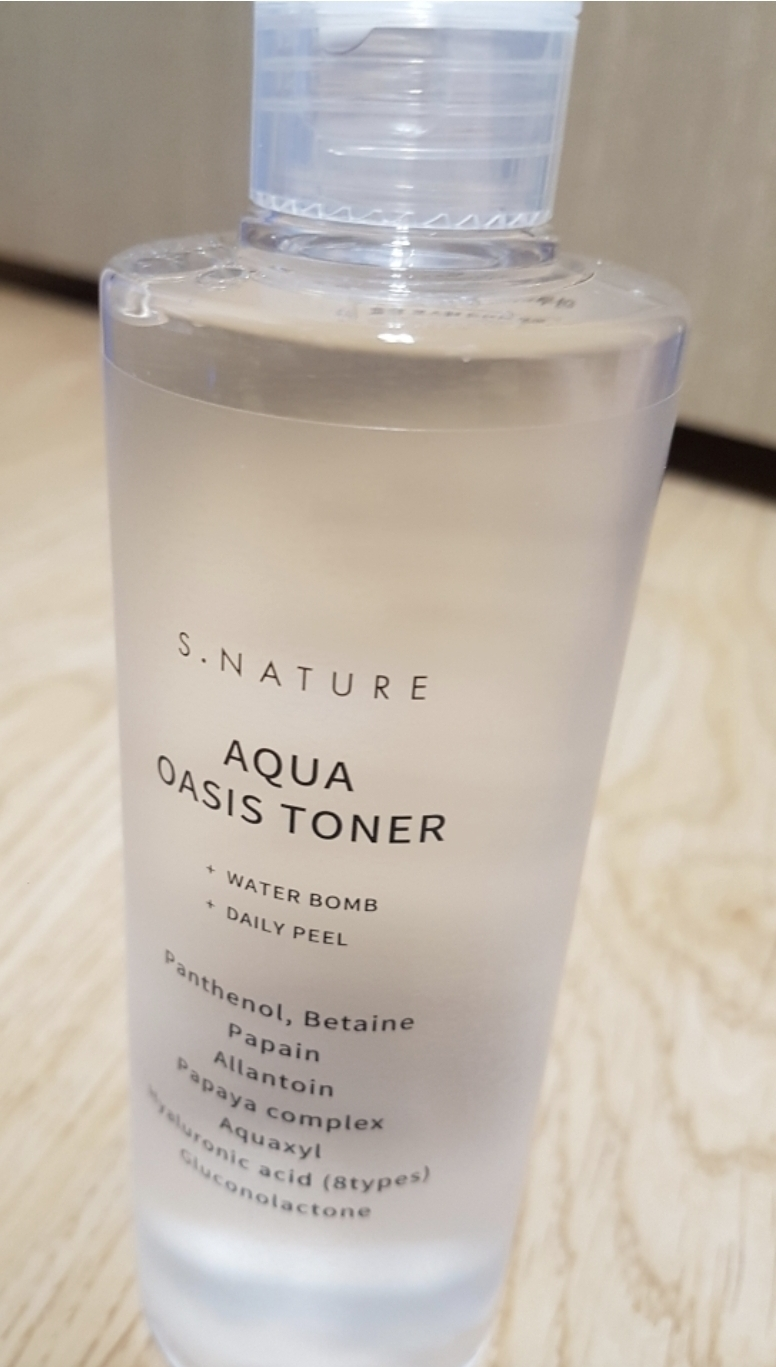 S.NATURE
AQUA
OASIS TONER
+ WATER BOMB
+ DAILY PEEL
Panthenol, Betaine
Papain
Allantoin
Papaya complex
Aquaxyl
Hyaluronic acid (8types)
Gluconolactone